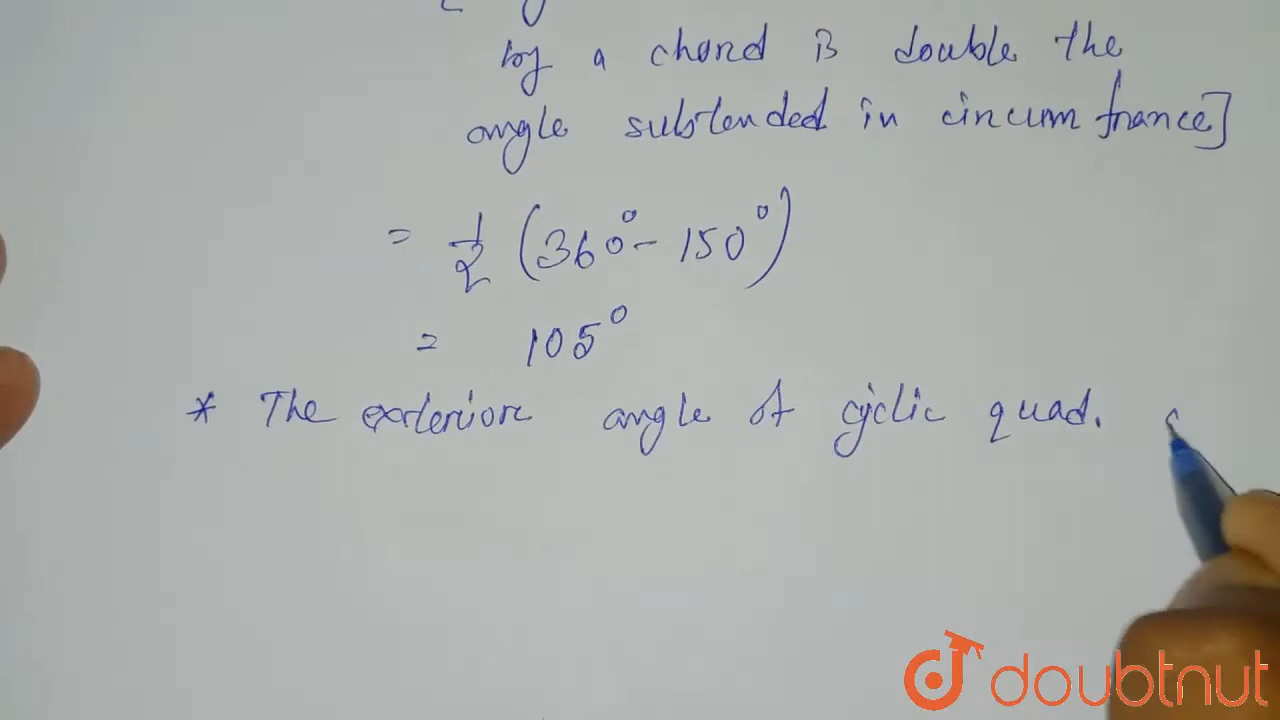 by a chord is double the
angle subtended in circumfrance]
= 1/2 (360° - 150°)
= 105°
* The exteriore angle of cyclic quad.
doubtnut